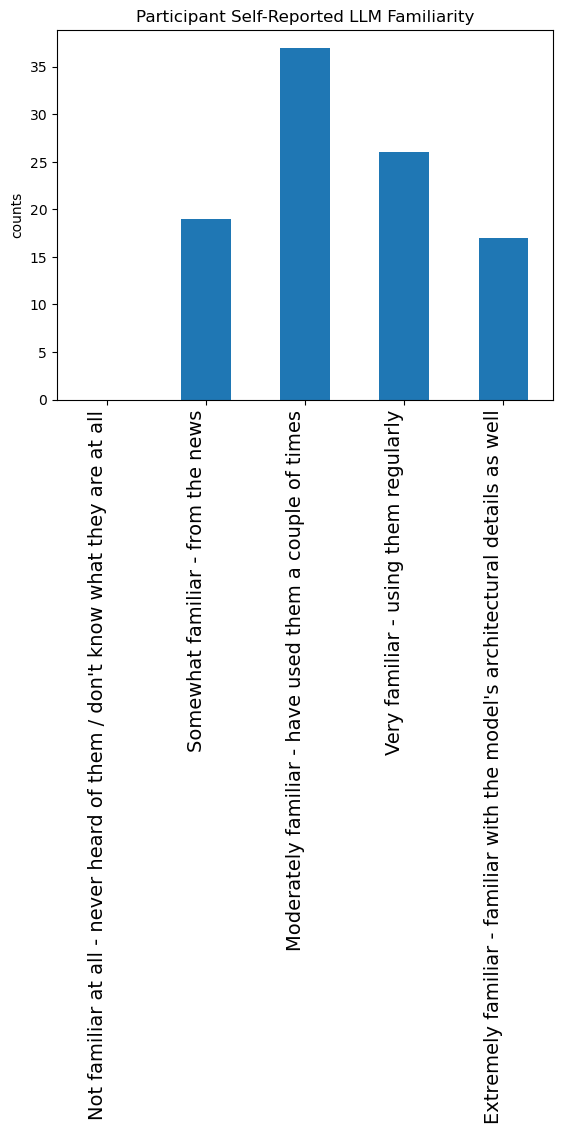 Participant Self-Reported LLM Familiarity
35
30
25
20
15
10
5
0
counts
Not familiar at all - never heard of them / don't know what they are at all
Somewhat familiar - from the news
Moderately familiar - have used them a couple of times
Very familiar - using them regularly
Extremely familiar - familiar with the model's architectural details as well